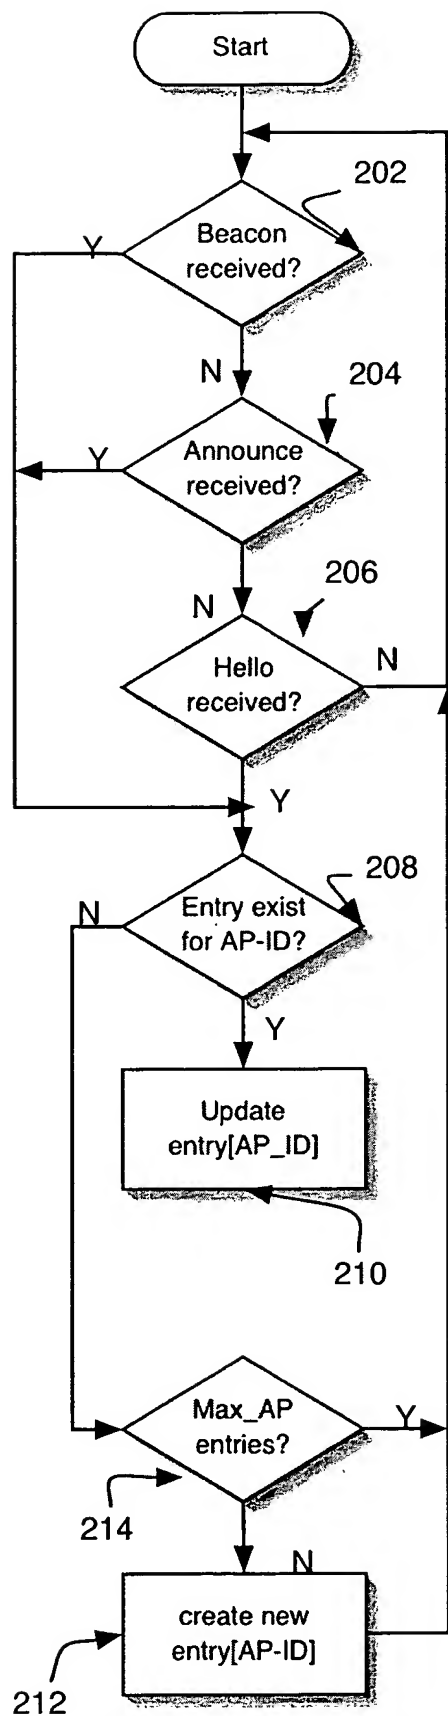 Start
202
Beacon
received?
Y
N
204
Announce
received?
Y
206
N
Hello
received?
N
Y
208
N
Entry exist
for AP-ID?
Y
Update
entry[AP_ID]
210
Max_AP
entries?
Y
214
N
create new
entry[AP-ID]
212